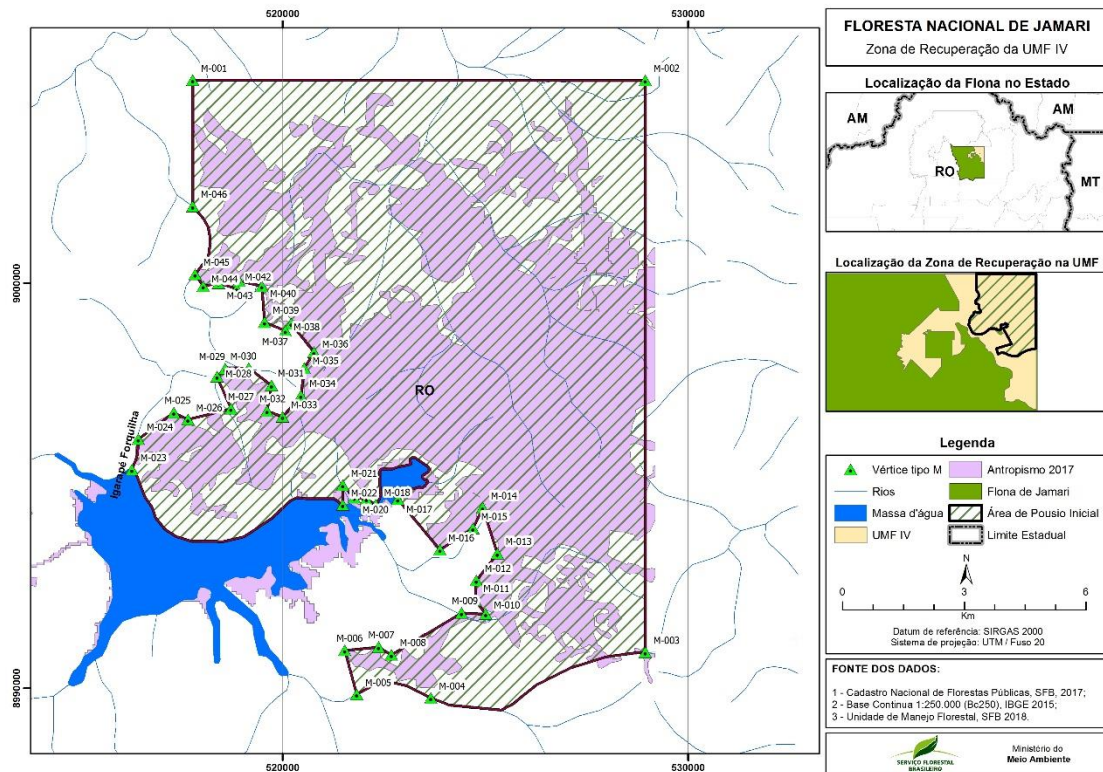 520000
530000
M-001
M-002
M-046
M-045
M-044
M-042
M-043
M-040
M-039
M-038
M-037
M-036
M-035
M-034
M-029
M-030
M-028
M-031
M-032
M-033
M-027
M-026
M-025
M-024
M-023
Igarapé Forquilha
RO
M-021
M-022
M-020
M-018
M-017
M-014
M-015
M-016
M-013
M-012
M-011
M-010
M-009
M-008
M-007
M-006
M-005
M-004
M-003
9000000
8990000
9000000
8990000
520000
530000
FLORESTA NACIONAL DE JAMARI
Zona de Recuperação da UMF IV
Localização da Flona no Estado
AM
AM
RO
MT
Localização da Zona de Recuperação na UMF
Legenda
Vértice tipo M
Antropismo 2017
Rios
Flona de Jamari
Massa d'água
Área de Pousio Inicial
UMF IV
Limite Estadual
N
0
3
6
Km
Datum de referência: SIRGAS 2000
Sistema de projeção: UTM / Fuso 20
FONTE DOS DADOS:
1 - Cadastro Nacional de Florestas Públicas, SFB, 2017;
2 - Base Continua 1:250.000 (Bc250), IBGE 2015;
3 - Unidade de Manejo Florestal, SFB 2018.
SERVIÇO FLORESTAL
BRASILEIRO
Ministério do
Meio Ambiente